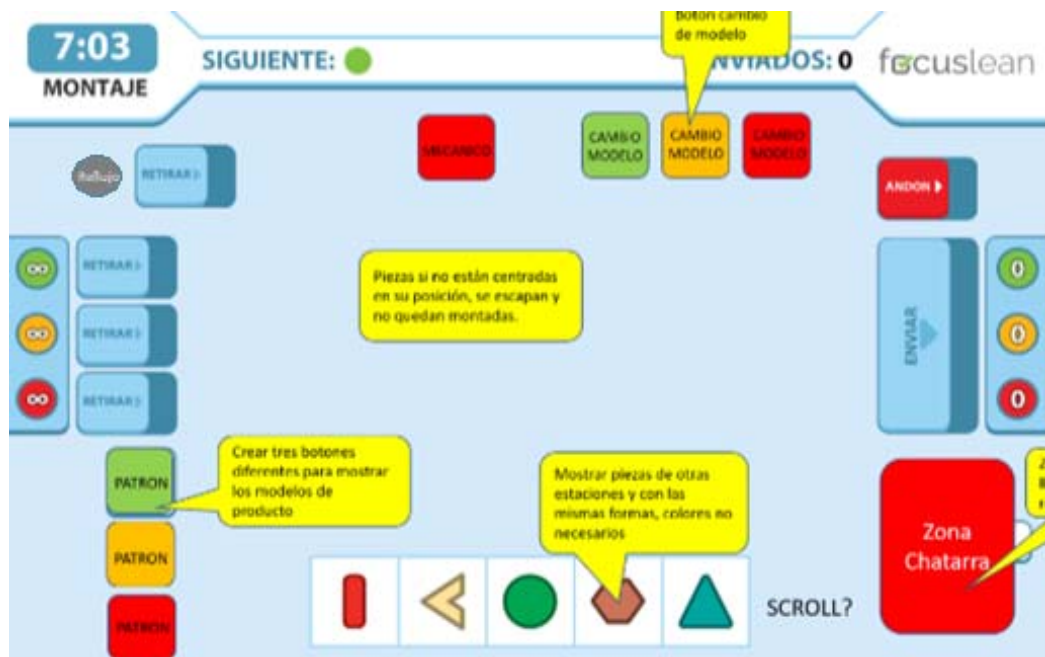 Botón cambio
de modelo
7:03
MONTAJE
SIGUIENTE:
ENVIADOS: 0
focuslean
MECANICO
CAMBIO
MODELO
CAMBIO
MODELO
CAMBIO
MODELO
Rebujo
RETIRAR
ANDON
∞
RETIRAR
0
Piezas si no están centradas
en su posición, se escapan y
no quedan montadas.
∞
RETIRAR
ENVIAR
0
∞
RETIRAR
0
PATRON
Crear tres botones
diferentes para mostrar
los modelos de
producto
Mostrar piezas de otras
estaciones y con las
mismas formas, colores no
necesarios
PATRON
Zona
Chatarra
PATRON
SCROLL?